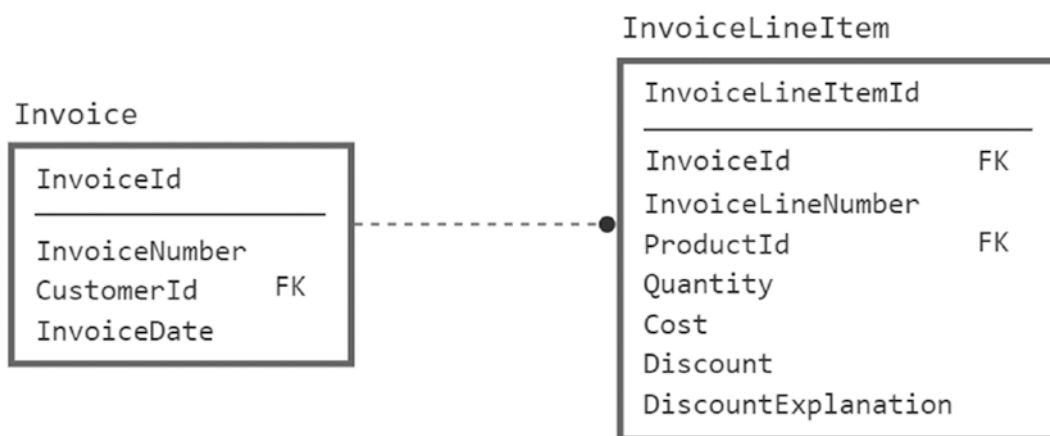 Invoice
InvoiceId
InvoiceNumber
CustomerId FK
InvoiceDate
InvoiceLineItem
InvoiceLineItemId
InvoiceId FK
InvoiceLineNumber
ProductId FK
Quantity
Cost
Discount
DiscountExplanation